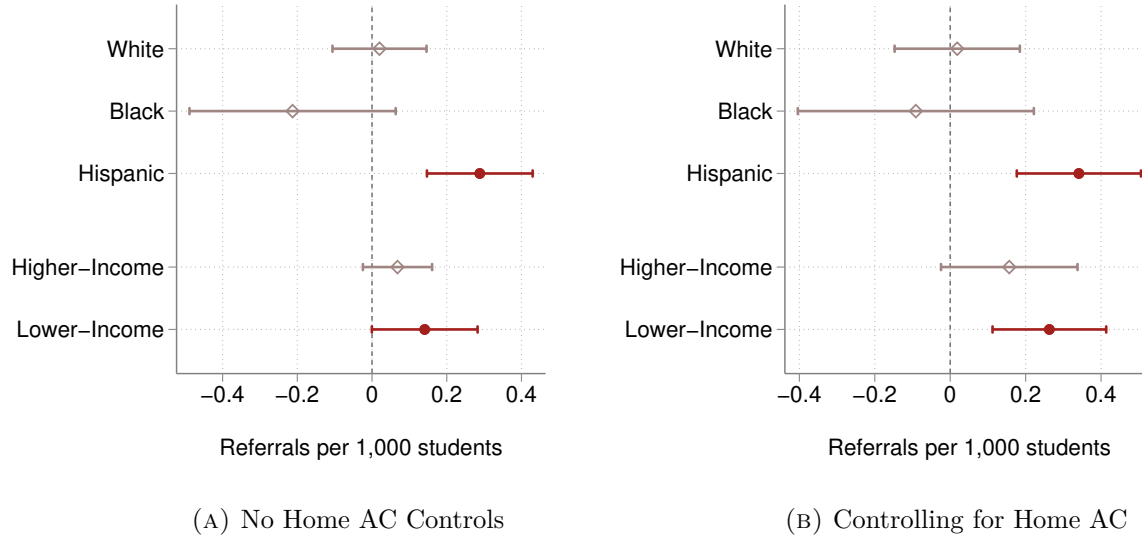 White
Black
Hispanic
Higher−Income
Lower−Income
−0.4 −0.2 0 0.2 0.4
Referrals per 1,000 students
(A) No Home AC Controls
White
Black
Hispanic
Higher−Income
Lower−Income
−0.4 −0.2 0 0.2 0.4
Referrals per 1,000 students
(B) Controlling for Home AC